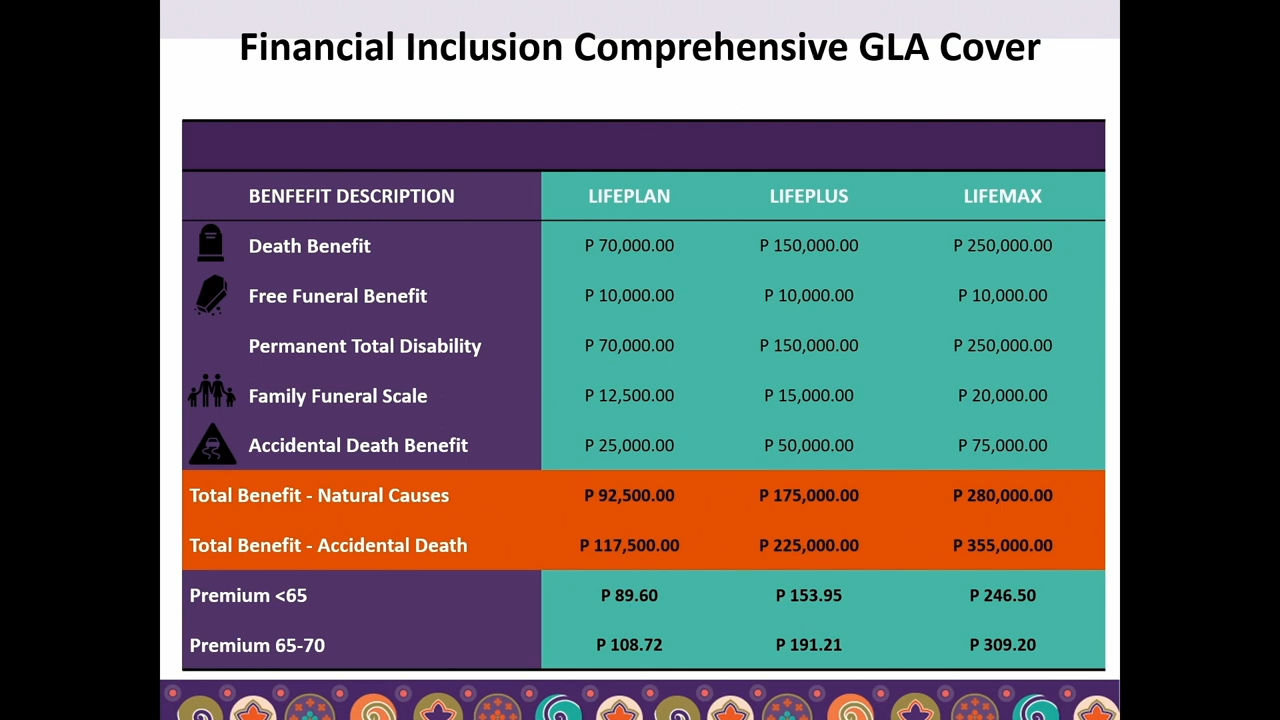 Financial Inclusion Comprehensive GLA Cover
BENFEFIT DESCRIPTION LIFEPLAN LIFEPLUS LIFEMAX
Death Benefit P 70,000.00 P 150,000.00 P 250,000.00
Free Funeral Benefit P 10,000.00 P 10,000.00 P 10,000.00
Permanent Total Disability P 70,000.00 P 150,000.00 P 250,000.00
Family Funeral Scale P 12,500.00 P 15,000.00 P 20,000.00
Accidental Death Benefit P 25,000.00 P 50,000.00 P 75,000.00
Total Benefit - Natural Causes P 92,500.00 P 175,000.00 P 280,000.00
Total Benefit - Accidental Death P 117,500.00 P 225,000.00 P 355,000.00
Premium <65 P 89.60 P 153.95 P 246.50
Premium 65-70 P 108.72 P 191.21 P 309.20